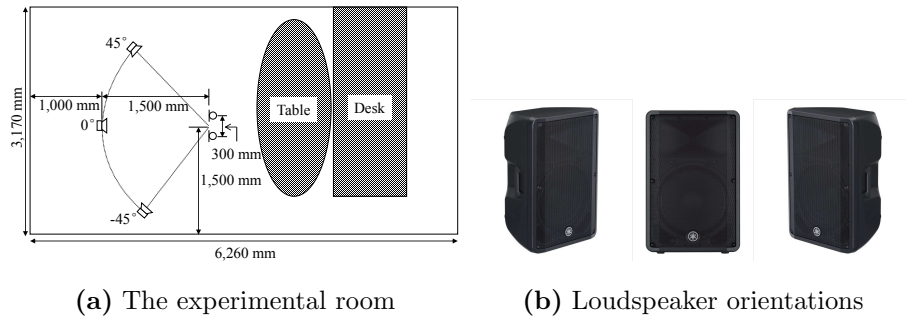 45°
3,170 mm
1,000 mm
1,500 mm
0°
Table
Desk
300 mm
1,500 mm
-45°
6,260 mm
(a) The experimental room
(b) Loudspeaker orientations